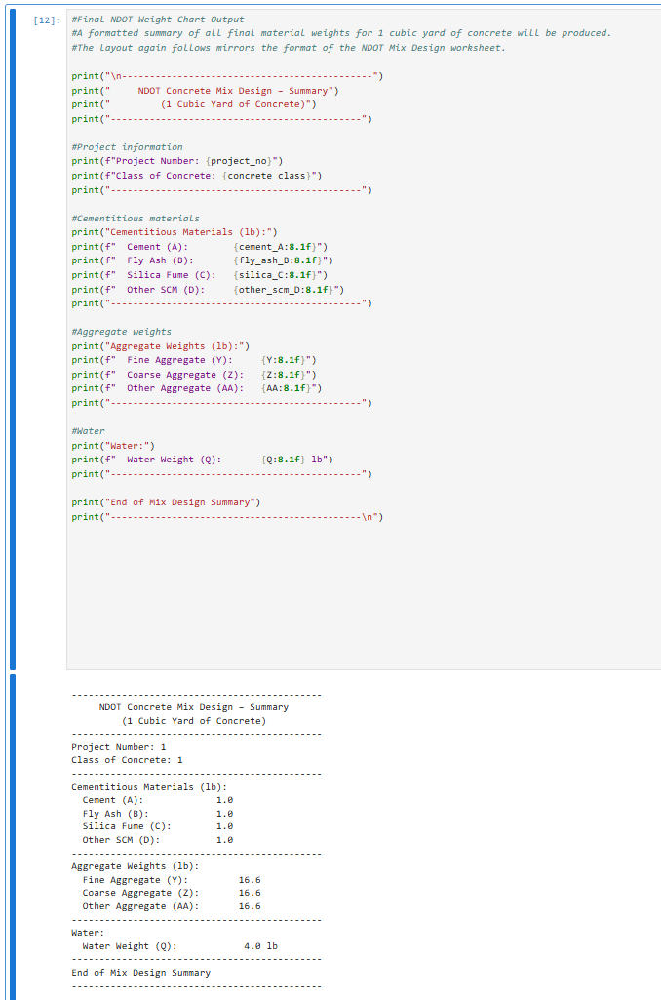 [12]: #Final NDOT Weight Chart Output
#A formatted summary of all final material weights for 1 cubic yard of concrete will be produced.
#The layout again follows mirrors the format of the NDOT Mix Design worksheet.
print("\n---------------------------------------------")
print("     NDOT Concrete Mix Design – Summary")
print("         (1 Cubic Yard of Concrete)")
print("---------------------------------------------")
#Project information
print(f"Project Number: {project_no}")
print(f"Class of Concrete: {concrete_class}")
print("---------------------------------------------")
#Cementitious materials
print("Cementitious Materials (lb):")
print(f"  Cement (A):        {cement_A:8.1f}")
print(f"  Fly Ash (B):       {fly_ash_B:8.1f}")
print(f"  Silica Fume (C):   {silica_C:8.1f}")
print(f"  Other SCM (D):     {other_scm_D:8.1f}")
print("---------------------------------------------")
#Aggregate weights
print("Aggregate Weights (lb):")
print(f"  Fine Aggregate (Y):     {Y:8.1f}")
print(f"  Coarse Aggregate (Z):   {Z:8.1f}")
print(f"  Other Aggregate (AA):   {AA:8.1f}")
print("---------------------------------------------")
#Water
print("Water:")
print(f"  Water Weight (Q):       {Q:8.1f} lb")
print("---------------------------------------------")
print("End of Mix Design Summary")
print("---------------------------------------------\n")
---------------------------------------------
     NDOT Concrete Mix Design – Summary
         (1 Cubic Yard of Concrete)
---------------------------------------------
Project Number: 1
Class of Concrete: 1
---------------------------------------------
Cementitious Materials (lb):
  Cement (A):             1.0
  Fly Ash (B):            1.0
  Silica Fume (C):        1.0
  Other SCM (D):          1.0
---------------------------------------------
Aggregate Weights (lb):
  Fine Aggregate (Y):         16.6
  Coarse Aggregate (Z):       16.6
  Other Aggregate (AA):       16.6
---------------------------------------------
Water:
  Water Weight (Q):            4.0 lb
---------------------------------------------
End of Mix Design Summary
---------------------------------------------